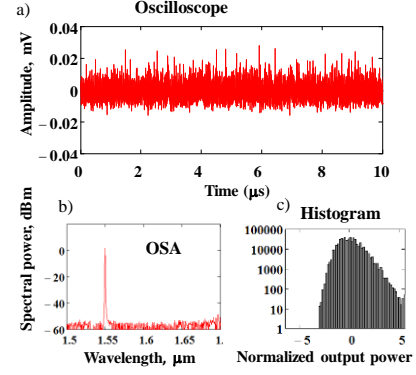 a) Oscilloscope
Amplitude, mV
0.04
0.02
0
−0.02
−0.04
0 2 4 6 8 10
Time (μs)
b)
Spectral power, dBm
OSA
0
−20
−40
−60
1.5 1.55 1.6 1.65 1.
Wavelength, μm
c)
Histogram
100000
10000
1000
100
10
1
−5 0 5
Normalized output power